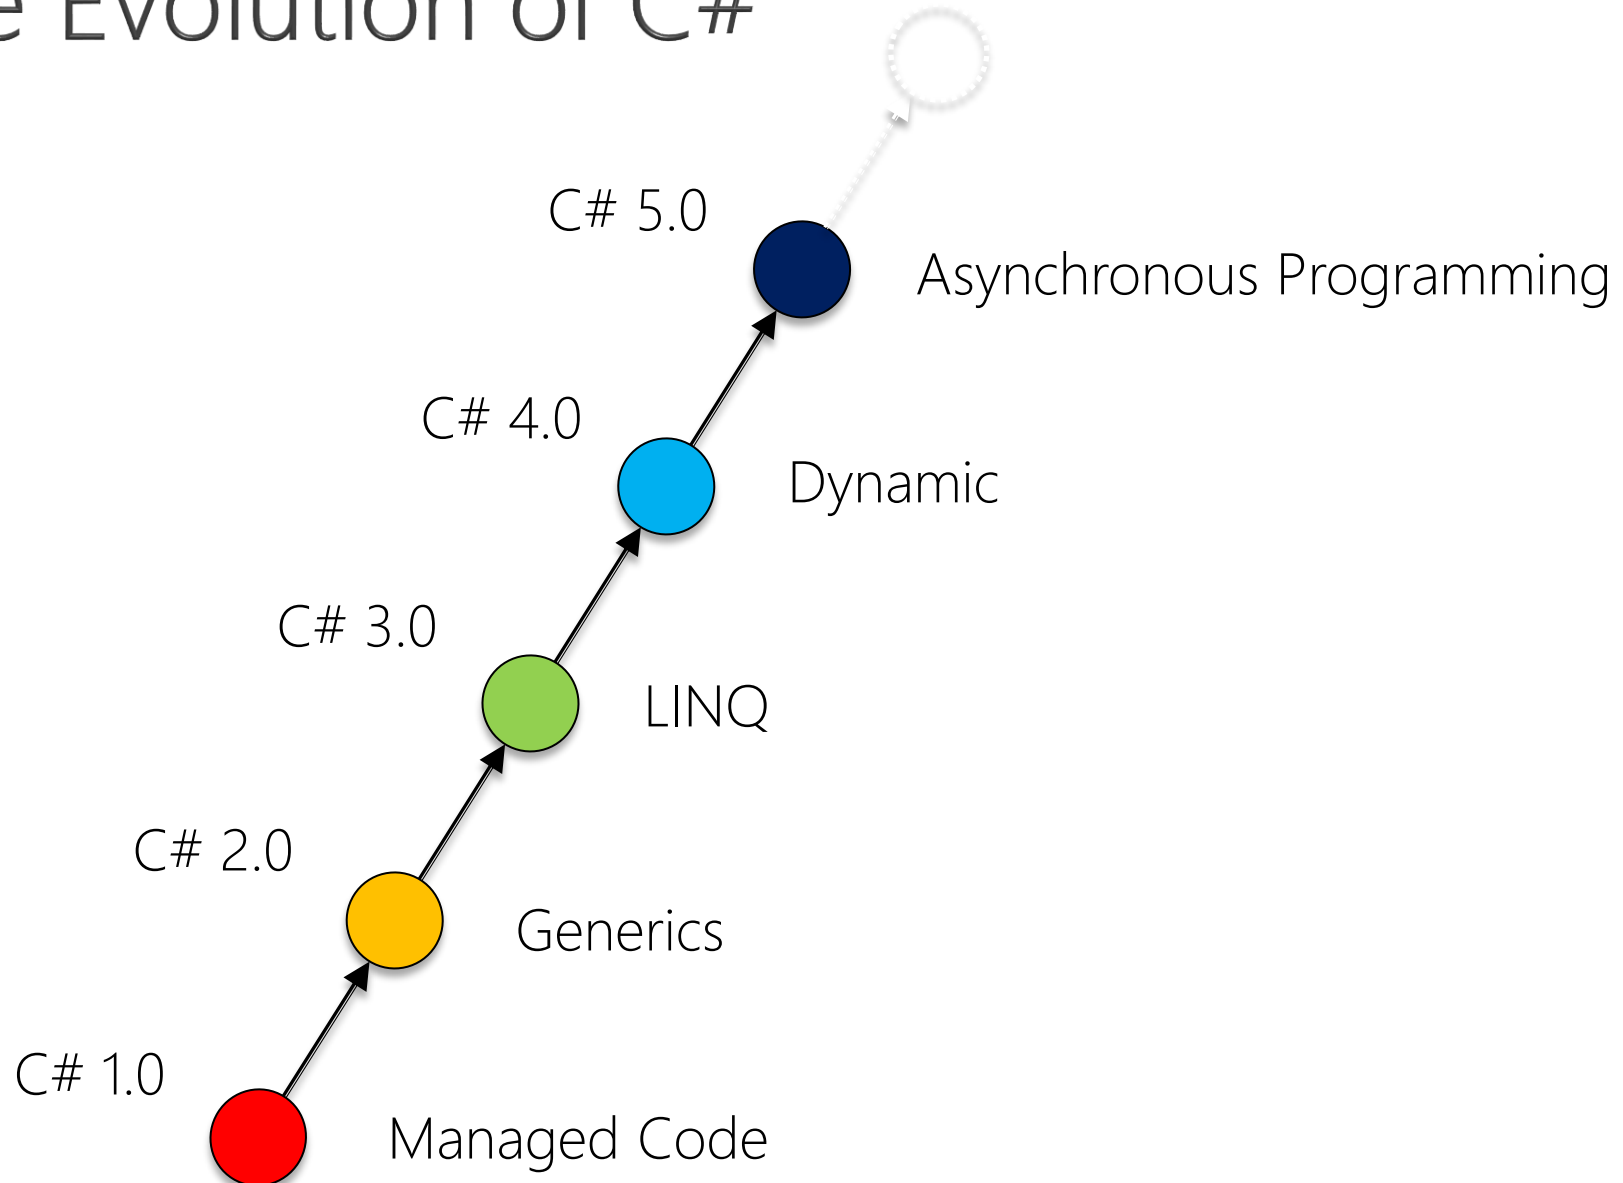 e Evolution of C#
C# 5.0
Asynchronous Programming
C# 4.0
Dynamic
C# 3.0
LINQ
C# 2.0
Generics
C# 1.0
Managed Code